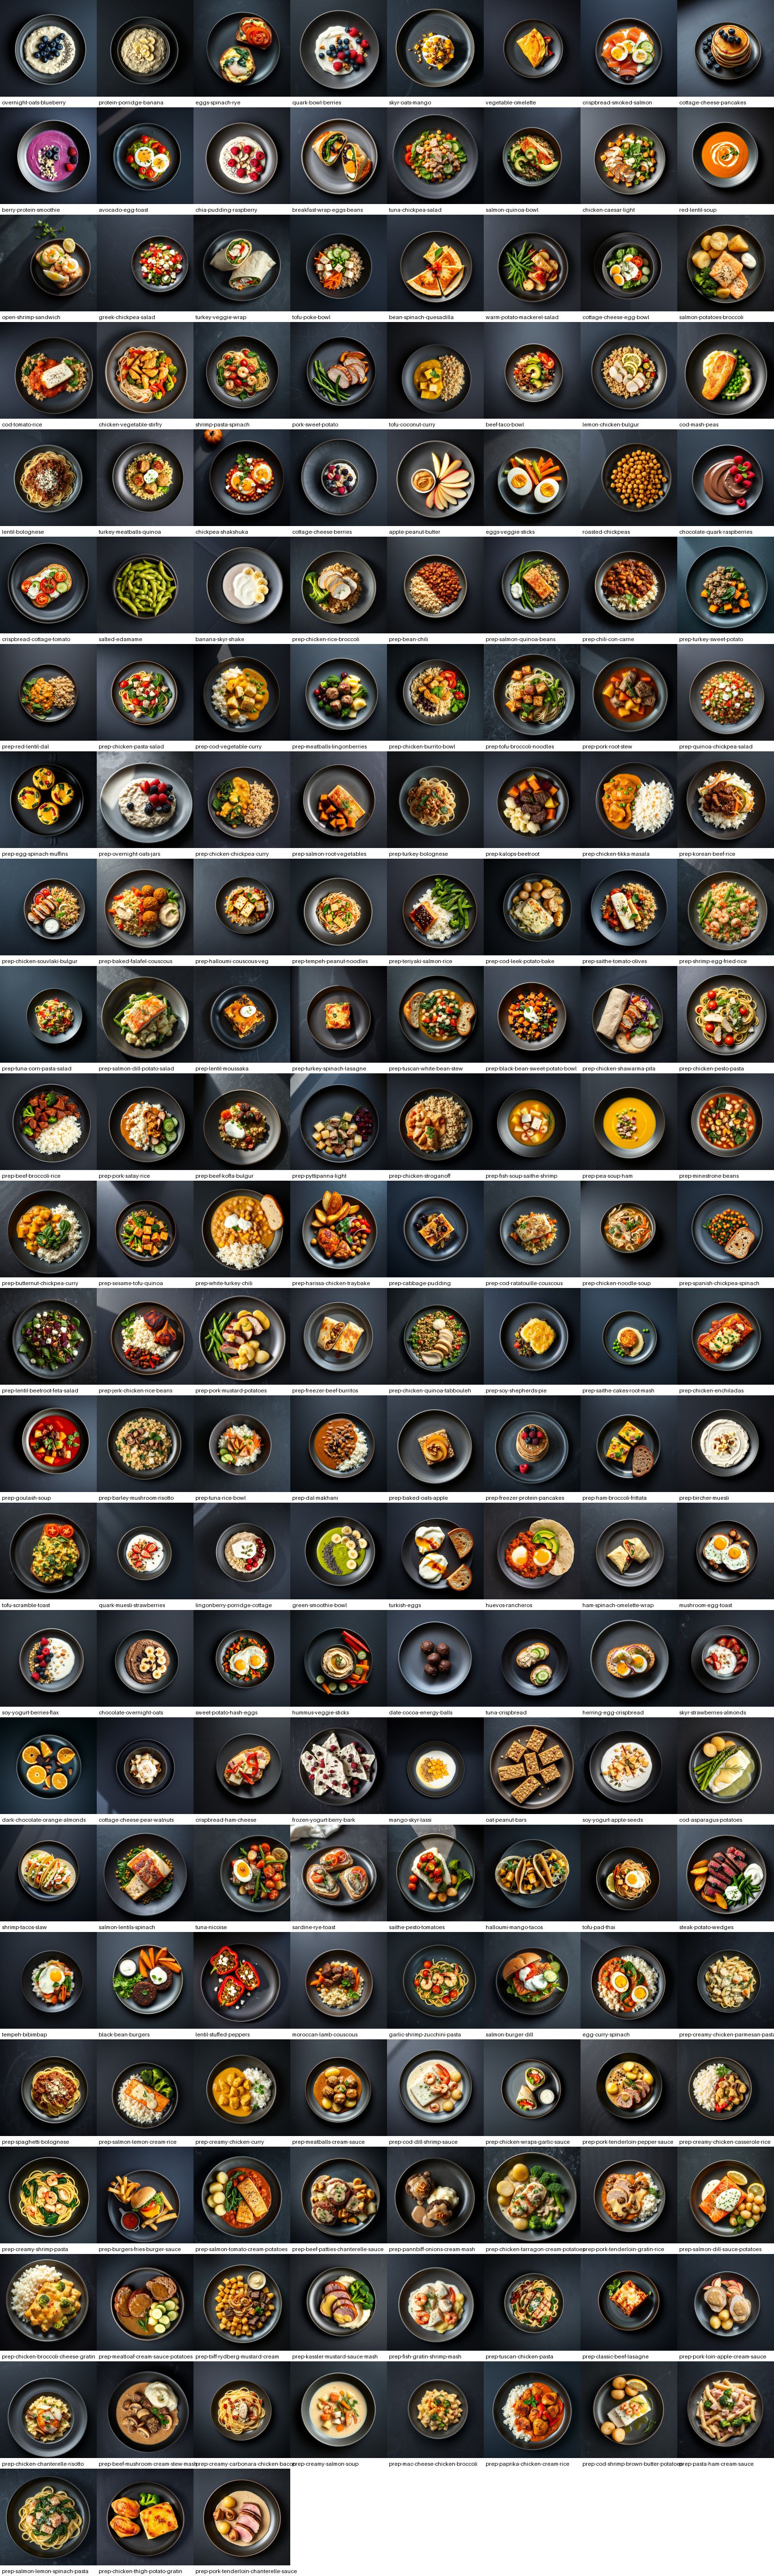 overnight-oats-blueberry protein-porridge-banana eggs-spinach-rye quark-bowl-berries skyr-oats-mango vegetable-omelette crispbread-smoked-salmon cottage-cheese-pancakes
berry-protein-smoothie avocado-egg-toast chia-pudding-raspberry breakfast-wrap-eggs-beans tuna-chickpea-salad salmon-quinoa-bowl chicken-caesar-light red-lentil-soup
open-shrimp-sandwich greek-chickpea-salad turkey-veggie-wrap tofu-poke-bowl bean-spinach-quesadilla warm-potato-mackerel-salad cottage-cheese-egg-bowl salmon-potatoes-broccoli
cod-tomato-rice chicken-vegetable-stirfry shrimp-pasta-spinach pork-sweet-potato tofu-coconut-curry beef-taco-bowl lemon-chicken-bulgur cod-mash-peas
lentil-bolognese turkey-meatballs-quinoa chickpea-shakshuka cottage-cheese-berries apple-peanut-butter eggs-veggie-sticks roasted-chickpeas chocolate-quark-raspberries
crispbread-cottage-tomato salted-edamame banana-skyr-shake prep-chicken-rice-broccoli prep-bean-chili prep-salmon-quinoa-beans prep-chili-con-carne prep-turkey-sweet-potato
prep-red-lentil-dal prep-chicken-pasta-salad prep-cod-vegetable-curry prep-meatballs-lingonberries prep-chicken-burrito-bowl prep-tofu-broccoli-noodles prep-pork-root-stew prep-quinoa-chickpea-salad
prep-egg-spinach-muffins prep-overnight-oats-jars prep-chicken-chickpea-curry prep-salmon-root-vegetables prep-turkey-bolognese prep-kalops-beetroot prep-chicken-tikka-masala prep-korean-beef-rice
prep-chicken-souvlaki-bulgur prep-baked-falafel-couscous prep-halloumi-couscous-veg prep-tempeh-peanut-noodles prep-teriyaki-salmon-rice prep-cod-leek-potato-bake prep-saithe-tomato-olives prep-shrimp-egg-fried-rice
prep-tuna-corn-pasta-salad prep-salmon-dill-potato-salad prep-lentil-moussaka prep-turkey-spinach-lasagne prep-tuscan-white-bean-stew prep-black-bean-sweet-potato-bowl prep-chicken-shawarma-pita prep-chicken-pesto-pasta
prep-beef-broccoli-rice prep-pork-satay-rice prep-beef-kofta-bulgur prep-pyttipanna-light prep-chicken-stroganoff prep-fish-soup-saithe-shrimp prep-pea-soup-ham prep-minestrone-beans
prep-butternut-chickpea-curry prep-sesame-tofu-quinoa prep-white-turkey-chili prep-harissa-chicken-traybake prep-cabbage-pudding prep-cod-ratatouille-couscous prep-chicken-noodle-soup prep-spanish-chickpea-spinach
prep-lentil-beetroot-feta-salad prep-jerk-chicken-rice-beans prep-pork-mustard-potatoes prep-freezer-beef-burritos prep-chicken-quinoa-tabbouleh prep-soy-shepherds-pie prep-saithe-cakes-root-mash prep-chicken-enchiladas
prep-goulash-soup prep-barley-mushroom-risotto prep-tuna-rice-bowl prep-dal-makhani prep-baked-oats-apple prep-freezer-protein-pancakes prep-ham-broccoli-frittata prep-bircher-muesli
tofu-scramble-toast quark-muesli-strawberries lingonberry-porridge-cottage green-smoothie-bowl turkish-eggs huevos-rancheros ham-spinach-omelette-wrap mushroom-egg-toast
soy-yogurt-berries-flax chocolate-overnight-oats sweet-potato-hash-eggs hummus-veggie-sticks date-cocoa-energy-balls tuna-crispbread herring-egg-crispbread skyr-strawberries-almonds
dark-chocolate-orange-almonds cottage-cheese-pear-walnuts crispbread-ham-cheese frozen-yogurt-berry-bark mango-skyr-lassi oat-peanut-bars soy-yogurt-apple-seeds cod-asparagus-potatoes
shrimp-tacos-slaw salmon-lentils-spinach tuna-nicoise sardine-rye-toast saithe-pesto-tomatoes halloumi-mango-tacos tofu-pad-thai steak-potato-wedges
tempeh-bibimbap black-bean-burgers lentil-stuffed-peppers moroccan-lamb-couscous garlic-shrimp-zucchini-pasta salmon-burger-dill egg-curry-spinach prep-creamy-chicken-parmesan-pasta
prep-spaghetti-bolognese prep-salmon-lemon-cream-rice prep-creamy-chicken-curry prep-meatballs-cream-sauce prep-cod-dill-shrimp-sauce prep-chicken-wraps-garlic-sauce prep-pork-tenderloin-pepper-sauce prep-creamy-chicken-casserole-rice
prep-creamy-shrimp-pasta prep-burgers-fries-burger-sauce prep-salmon-tomato-cream-potatoes prep-beef-patties-chanterelle-sauce prep-pannbiff-onions-cream-mash prep-chicken-tarragon-cream-potatoes prep-pork-tenderloin-gratin-rice prep-salmon-dill-sauce-potatoes
prep-chicken-broccoli-cheese-gratin prep-meatloaf-cream-sauce-potatoes prep-biff-rydberg-mustard-cream prep-kassler-mustard-sauce-mash prep-fish-gratin-shrimp-mash prep-tuscan-chicken-pasta prep-classic-beef-lasagne prep-pork-loin-apple-cream-sauce
prep-chicken-chanterelle-risotto prep-beef-mushroom-cream-stew-mash prep-creamy-carbonara-chicken-bacon prep-creamy-salmon-soup prep-mac-cheese-chicken-broccoli prep-paprika-chicken-cream-rice prep-cod-shrimp-brown-butter-potatoes prep-pasta-ham-cream-sauce
prep-salmon-lemon-spinach-pasta prep-chicken-thigh-potato-gratin prep-pork-tenderloin-chanterelle-sauce